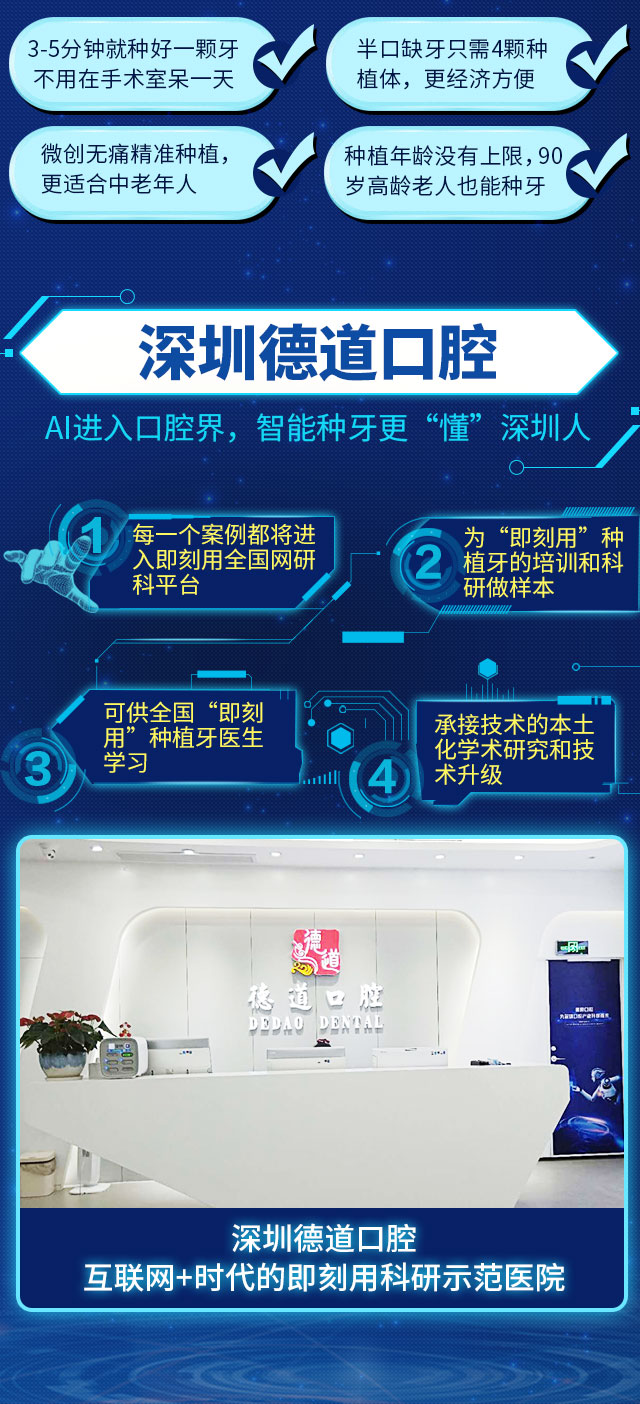 3-5分钟就种好一颗牙
不用在手术室呆一天
半口缺牙只需4颗种
植体，更经济方便
微创无痛精准种植，
更适合中老年人
种植年龄没有上限，90
岁高龄老人也能种牙
深圳德道口腔
AI进入口腔界，智能种牙更“懂”深圳人
1
每一个案例都将进
入即刻用全国网研
科平台
2
为“即刻用”种
植牙的培训和科
研做样本
3
可供全国“即刻
用”种植牙医生
学习
4
承接技术的本土
化学术研究和技
术升级
德道
德道口腔
DEDAO DENTAL
深圳德道口腔
互联网+时代的即刻用科研示范医院